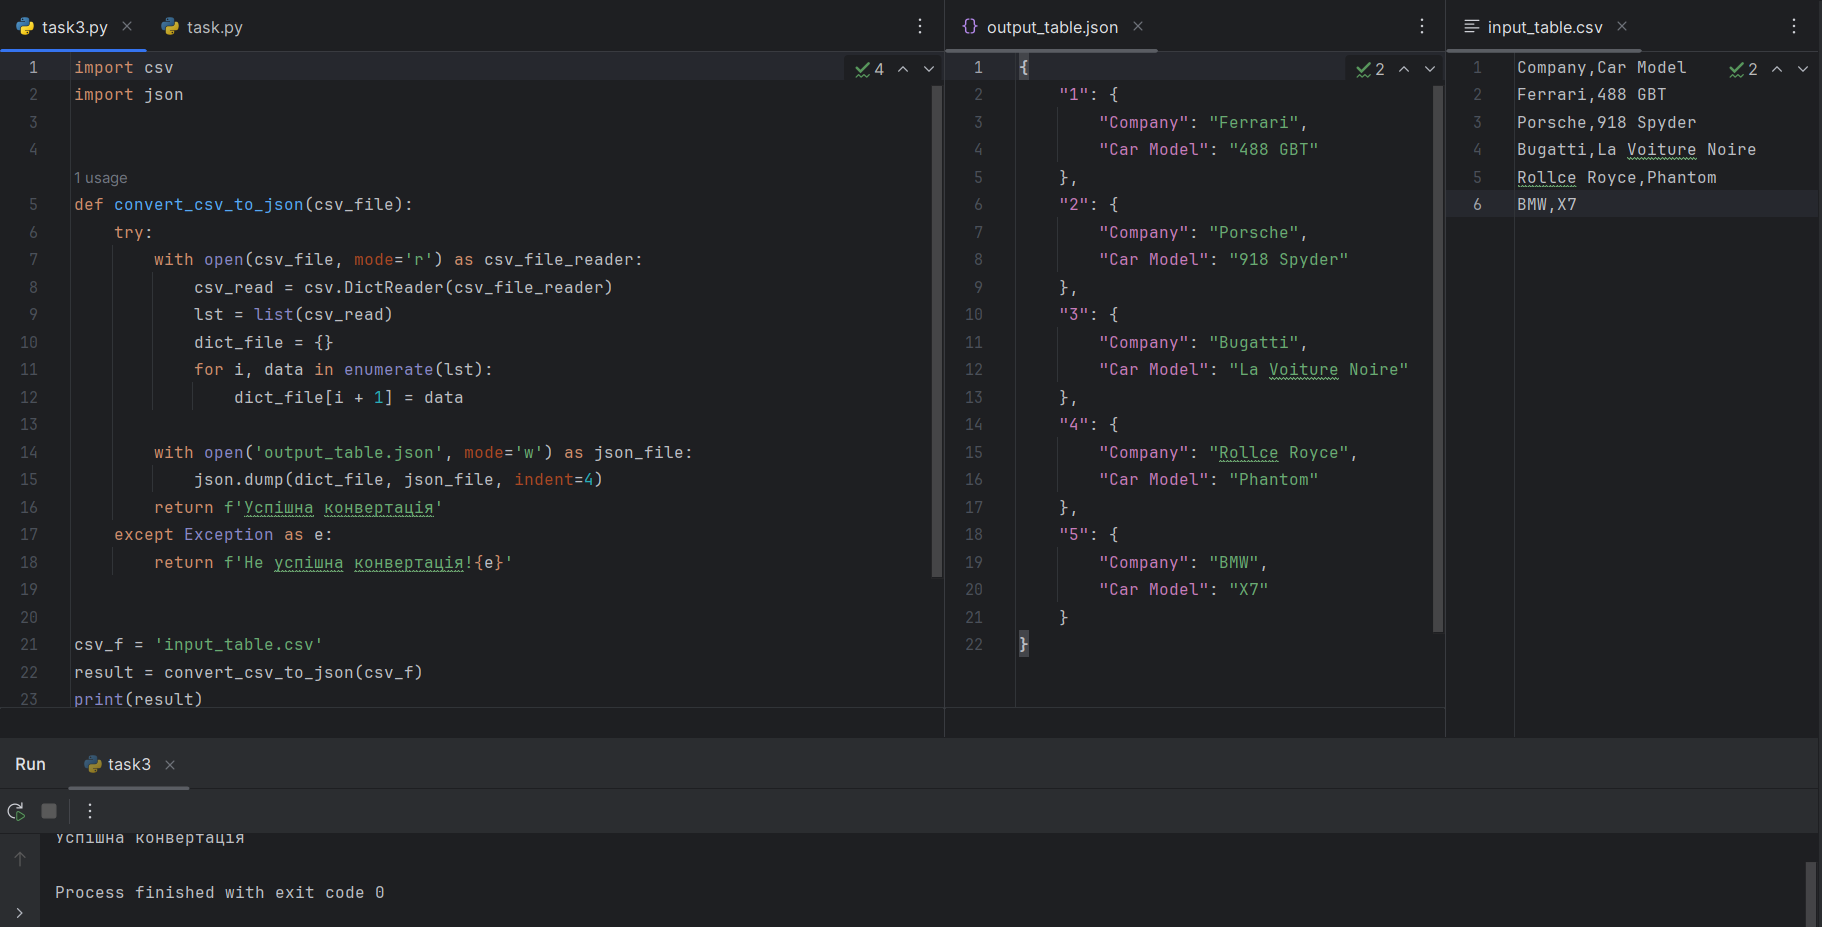 task3.py
task.py
4
1 import csv
2 import json
3
4
1 usage
5 def convert_csv_to_json(csv_file):
6     try:
7         with open(csv_file, mode='r') as csv_file_reader:
8             csv_read = csv.DictReader(csv_file_reader)
9             lst = list(csv_read)
10             dict_file = {}
11             for i, data in enumerate(lst):
12                 dict_file[i + 1] = data
13
14         with open('output_table.json', mode='w') as json_file:
15             json.dump(dict_file, json_file, indent=4)
16         return f'Успішна конвертація'
17     except Exception as e:
18         return f'Не успішна конвертація!{e}'
19
20
21 csv_f = 'input_table.csv'
22 result = convert_csv_to_json(csv_f)
23 print(result)
output_table.json
2
1 {
2     "1": {
3         "Company": "Ferrari",
4         "Car Model": "488 GBT"
5     },
6     "2": {
7         "Company": "Porsche",
8         "Car Model": "918 Spyder"
9     },
10     "3": {
11         "Company": "Bugatti",
12         "Car Model": "La Voiture Noire"
13     },
14     "4": {
15         "Company": "Rollce Royce",
16         "Car Model": "Phantom"
17     },
18     "5": {
19         "Company": "BMW",
20         "Car Model": "X7"
21     }
22 }
input_table.csv
2
1 Company,Car Model
2 Ferrari,488 GBT
3 Porsche,918 Spyder
4 Bugatti,La Voiture Noire
5 Rollce Royce,Phantom
6 BMW,X7
Run
task3
Успішна конвертація
Process finished with exit code 0